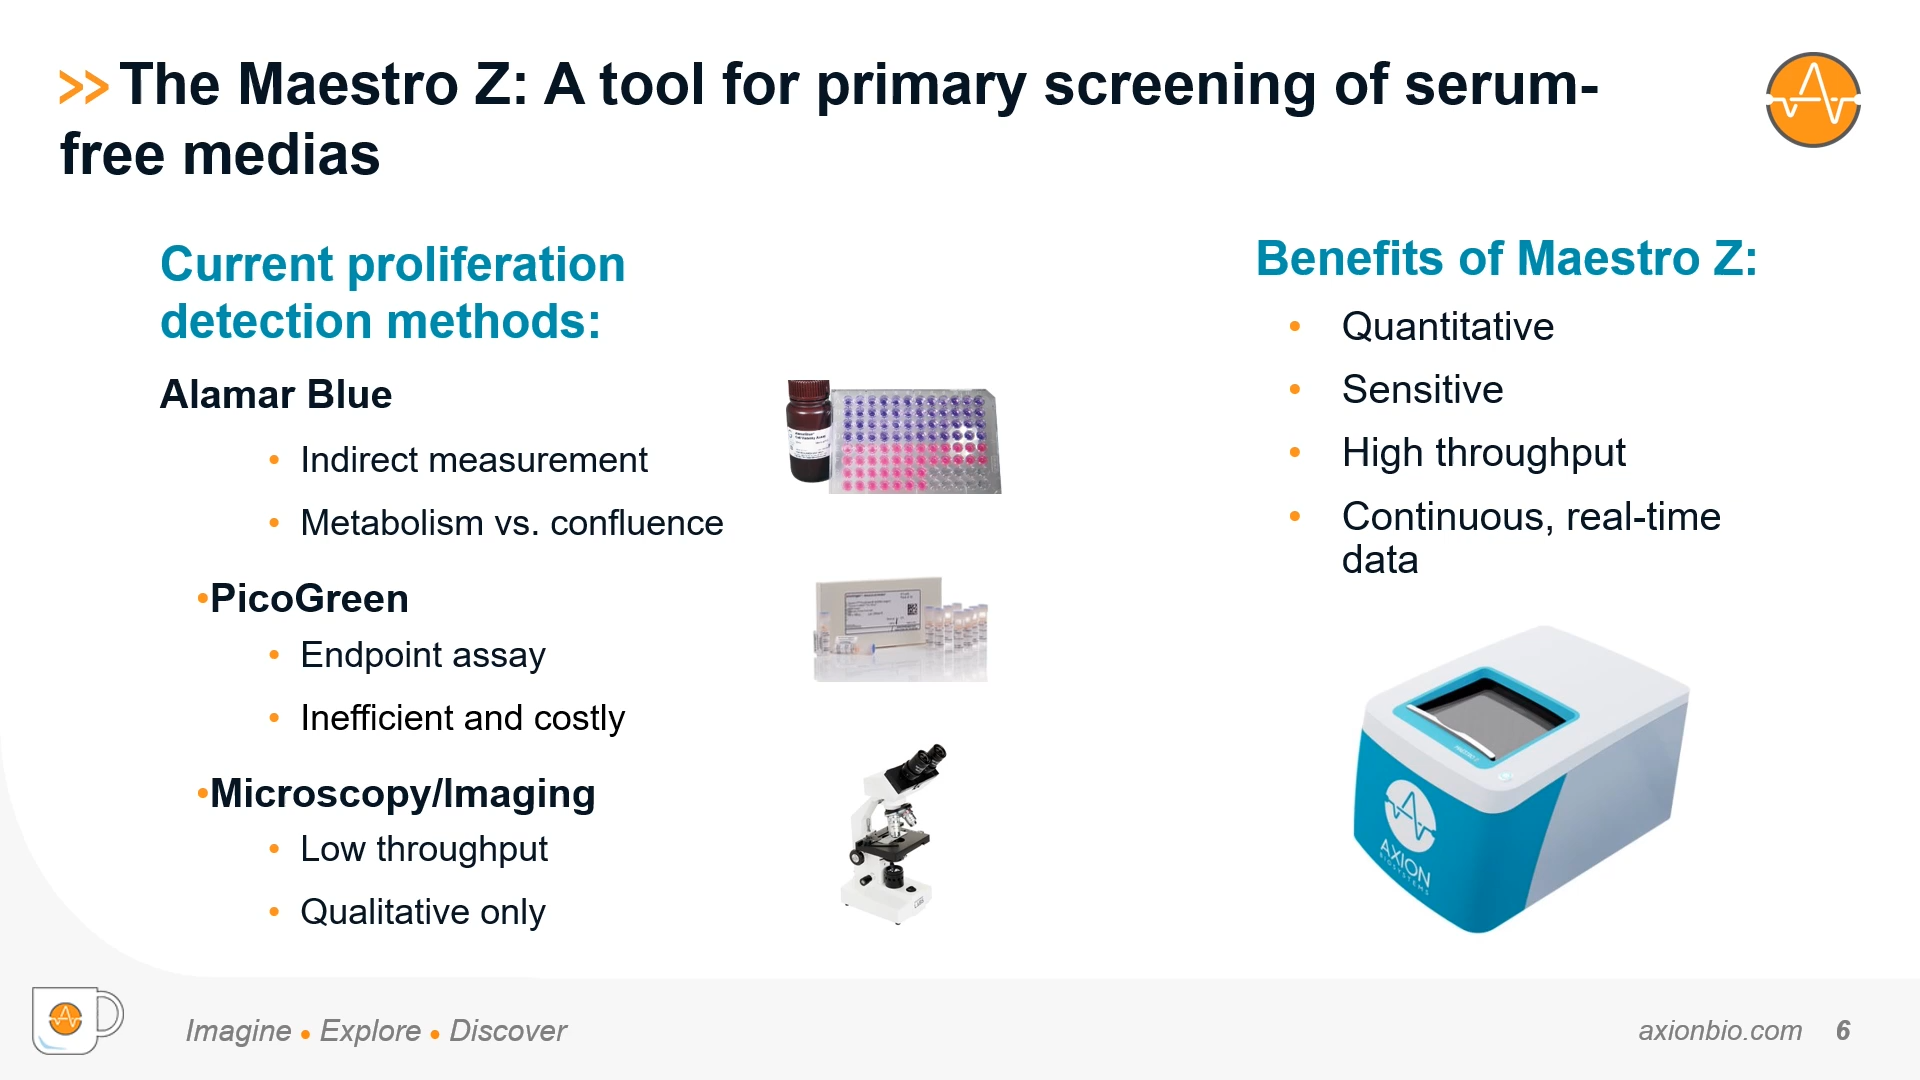 >> The Maestro Z: A tool for primary screening of serum-
free medias
Current proliferation
detection methods:
Alamar Blue
• Indirect measurement
• Metabolism vs. confluence
•PicoGreen
• Endpoint assay
• Inefficient and costly
•Microscopy/Imaging
• Low throughput
• Qualitative only
Benefits of Maestro Z:
• Quantitative
• Sensitive
• High throughput
• Continuous, real-time
data
AXION
BIOSYSTEMS
Imagine • Explore • Discover
axionbio.com 6